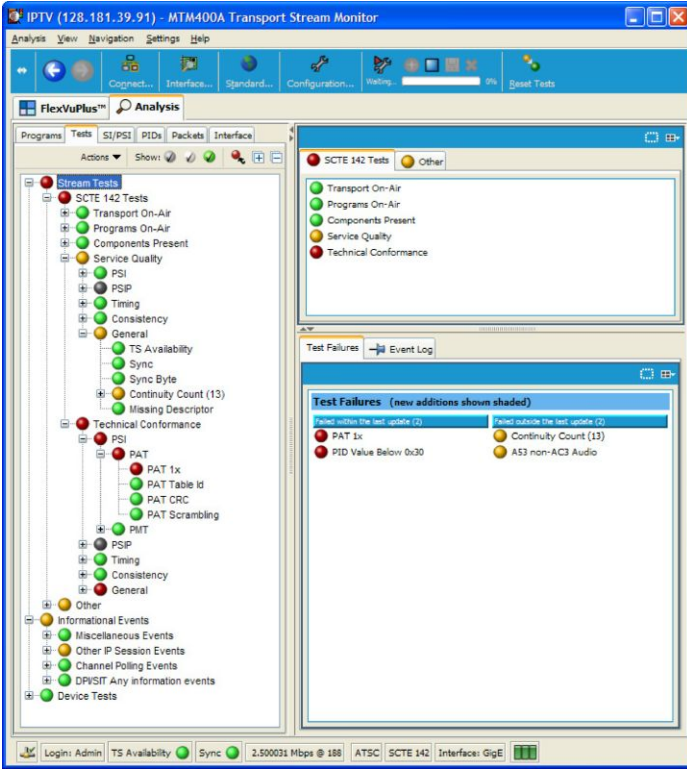 IPTV (128.181.39.91) - MTM400A Transport Stream Monitor
Analysis View Navigation Settings Help
Connect... Interface... Standard... Configuration... Waiting... 0% Reset Tests
FlexVuPlus™ Analysis
Programs Tests SI/PSI PIDs Packets Interface
Actions Show:
Stream Tests
SCTE 142 Tests
Transport On-Air
Programs On-Air
Components Present
Service Quality
PSI
PSIP
Timing
Consistency
General
TS Availability
Sync
Sync Byte
Continuity Count (13)
Missing Descriptor
Technical Conformance
PSI
PAT
PAT 1x
PAT Table Id
PAT CRC
PAT Scrambling
PMT
PSIP
Timing
Consistency
General
Other
Informational Events
Miscellaneous Events
Other IP Session Events
Channel Polling Events
DPI/SIT Any information events
Device Tests
SCTE 142 Tests Other
Transport On-Air
Programs On-Air
Components Present
Service Quality
Technical Conformance
Test Failures Event Log
Test Failures (new additions shown shaded)
Failed within the last update (2) Failed outside the last update (2)
PAT 1x Continuity Count (13)
PID Value Below 0x30 A53 non-AC3 Audio
Login: Admin TS Availability Sync 2.500031 Mbps @ 188 ATSC SCTE 142 Interface: GigE